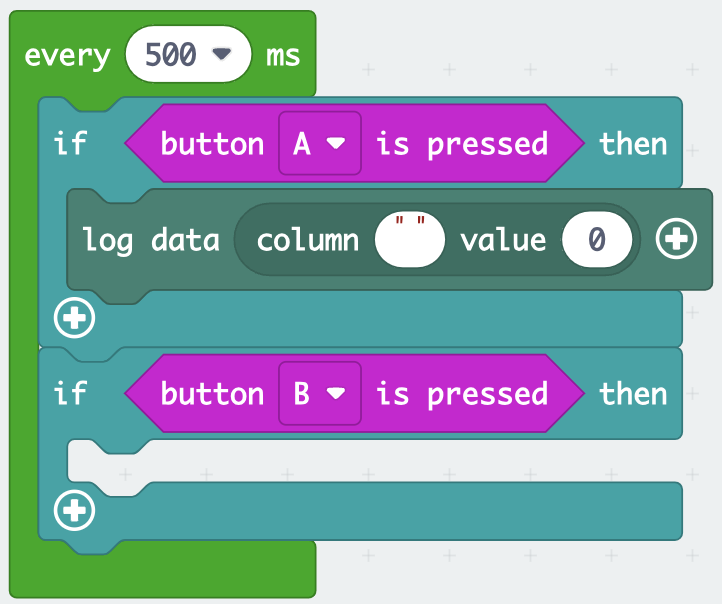 every 500 ms
if button A is pressed then
log data column " " value 0
if button B is pressed then